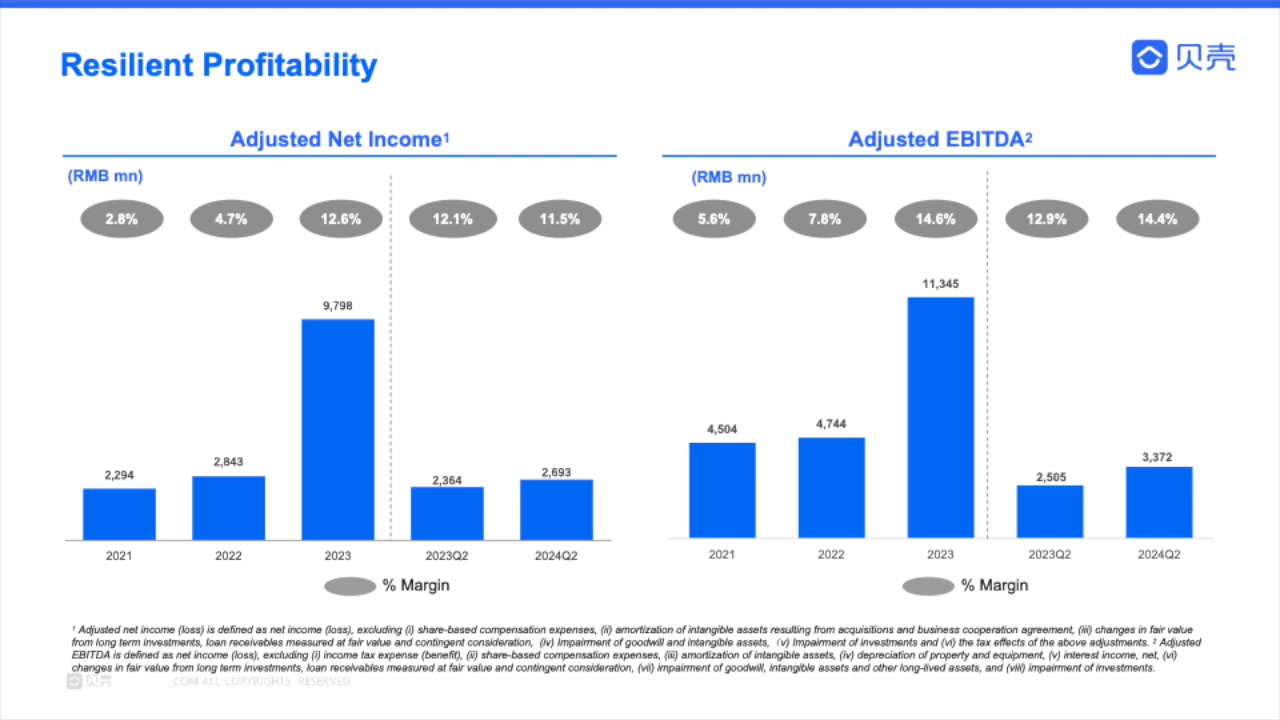 Resilient Profitability
贝壳
Adjusted Net Income¹
(RMB mn)
2.8% 4.7% 12.6% 12.1% 11.5%
9,798
2,294 2,843 2,364 2,693
2021 2022 2023 2023Q2 2024Q2
% Margin
Adjusted EBITDA²
(RMB mn)
5.6% 7.8% 14.6% 12.9% 14.4%
11,345
4,504 4,744 2,505 3,372
2021 2022 2023 2023Q2 2024Q2
% Margin
¹ Adjusted net income (loss) is defined as net income (loss), excluding (i) share-based compensation expenses, (ii) amortization of intangible assets resulting from acquisitions and business cooperation agreement, (iii) changes in fair value
from long term investments, loan receivables measured at fair value and contingent consideration, (iv) Impairment of goodwill and intangible assets, (v) Impairment of investments and (vi) the tax effects of the above adjustments. ² Adjusted
EBITDA is defined as net income (loss), excluding (i) income tax expense (benefit), (ii) share-based compensation expenses, (iii) amortization of intangible assets, (iv) depreciation of property and equipment, (v) interest income, net, (vi)
changes in fair value from long term investments, loan receivables measured at fair value and contingent consideration, (vii) impairment of goodwill, intangible assets and other long-lived assets, and (viii) impairment of investments.
贝壳 .COM ALL COPYRIGHTS RESERVED